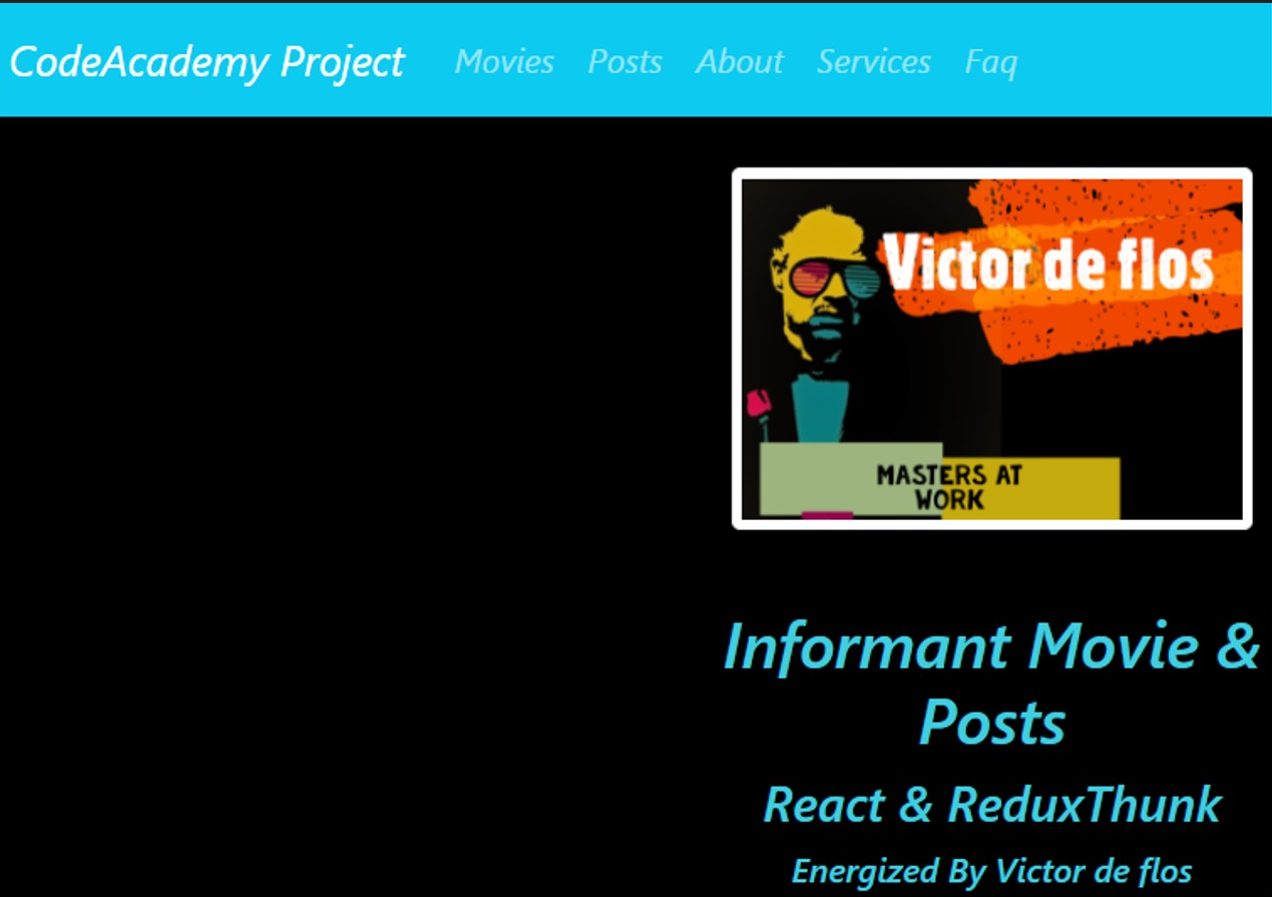 CodeAcademy Project Movies Posts About Services Faq
Victor de flos
MASTERS AT
WORK
Informant Movie &
Posts
React & ReduxThunk
Energized By Victor de flos